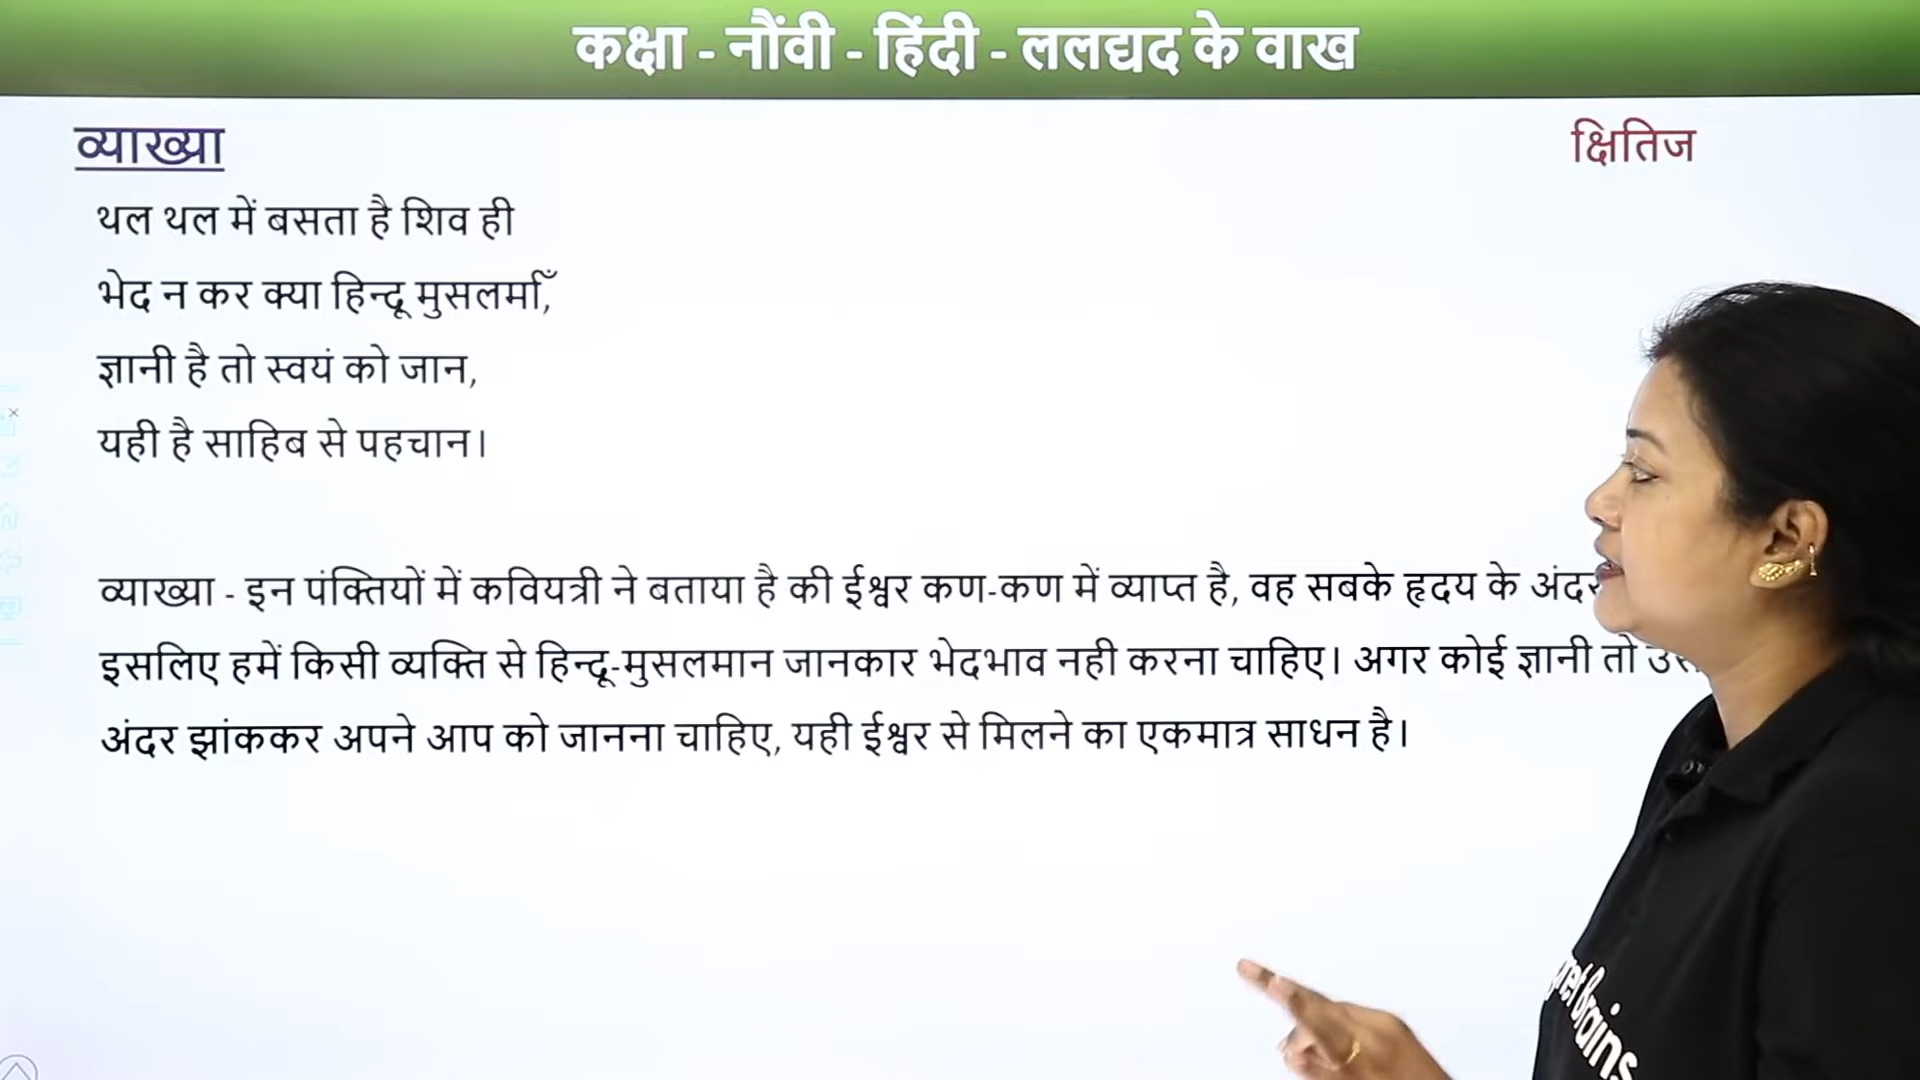 कक्षा - नौंवी - हिंदी - ललद्यद के वाख
व्याख्या
क्षितिज
थल थल में बसता है शिव ही
भेद न कर क्या हिन्दू मुसलर्मां,
ज्ञानी है तो स्वयं को जान,
यही है साहिब से पहचान।
व्याख्या - इन पंक्तियों में कवियत्री ने बताया है की ईश्वर कण-कण में व्याप्त है, वह सबके हृदय के
इसलिए हमें किसी व्यक्ति से हिन्दू-मुसलमान जानकार भेदभाव नही करना चाहिए। अगर कोई ज्ञानी तो
अंदर झांककर अपने आप को जानना चाहिए, यही ईश्वर से मिलने का एकमात्र साधन है।
Brains